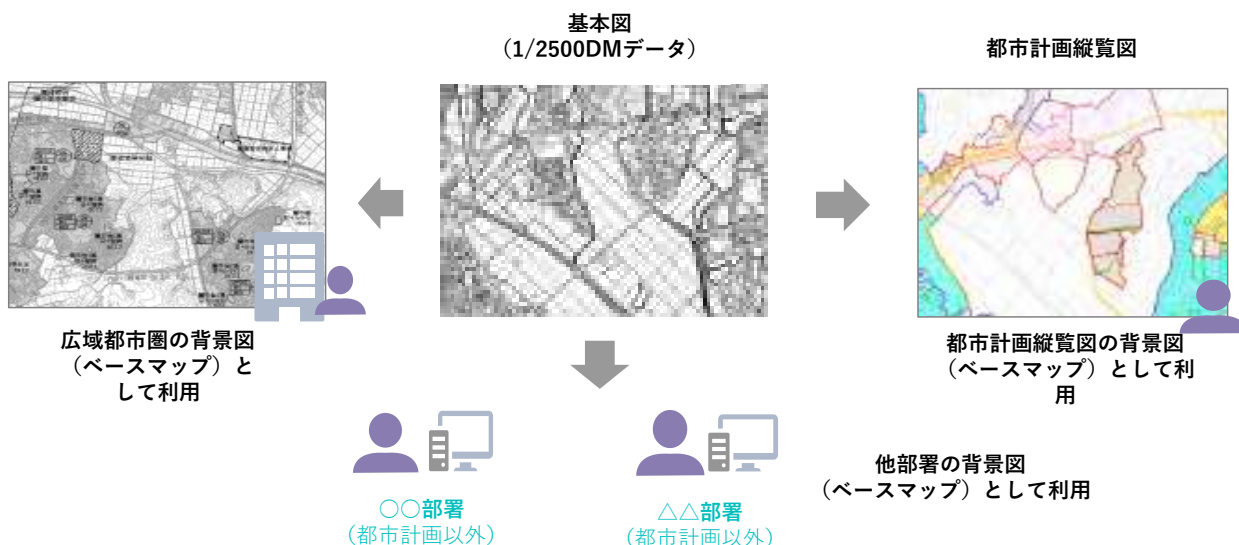 基本図
（1/2500DMデータ）
都市計画縦覧図
広域都市圏の背景図
（ベースマップ）と
して利用
都市計画縦覧図の背景図
（ベースマップ）として利
用
他部署の背景図
（ベースマップ）として利用
○○部署
（都市計画以外）
△△部署
（都市計画以外）